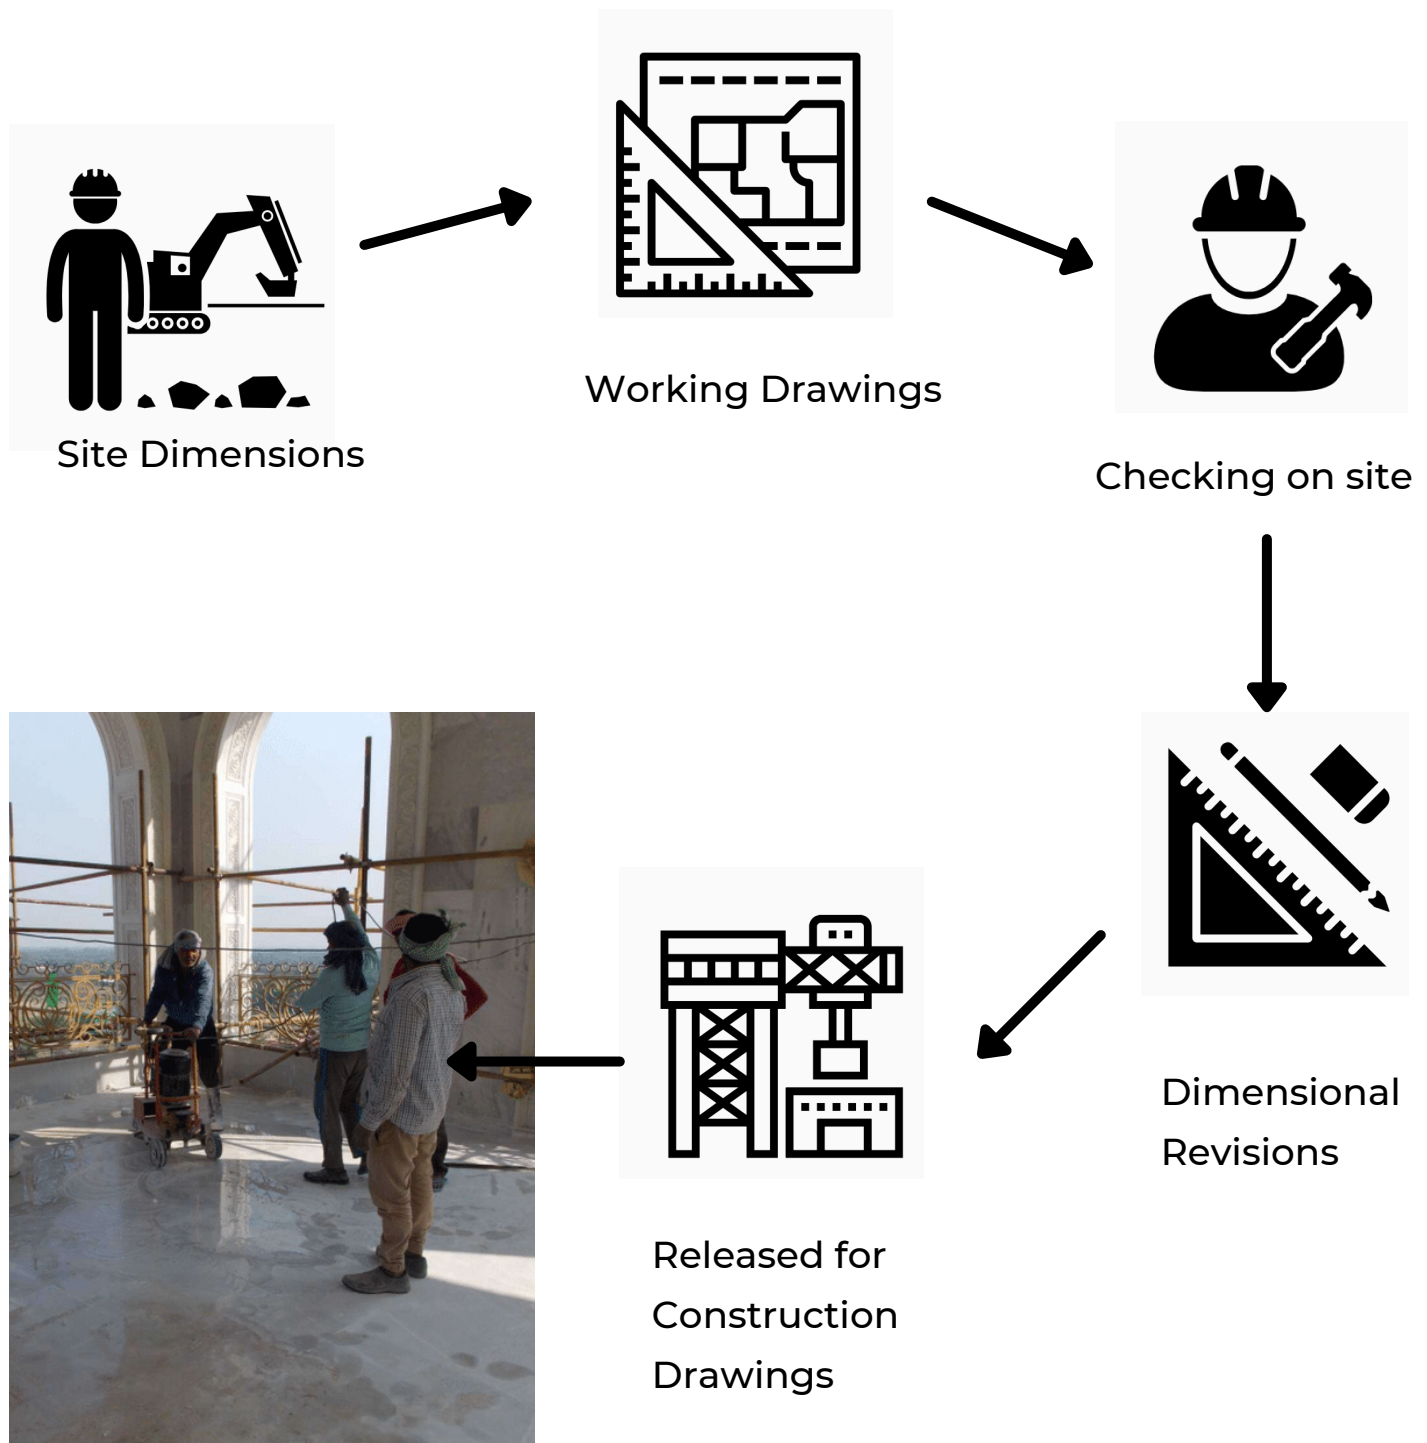 Site Dimensions
Working Drawings
Checking on site
Dimensional
Revisions
Released for
Construction
Drawings